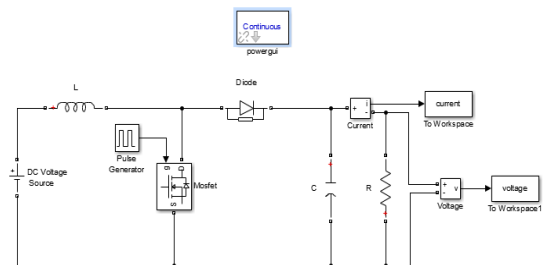 Continuous
powergui
L
Diode
i
current
+
-
Current
To Workspace
Pulse
Generator
g
D
S
Mosfet
+
DC Voltage
Source
+
C
R
+
+
-
v
voltage
Voltage
To Workspace1